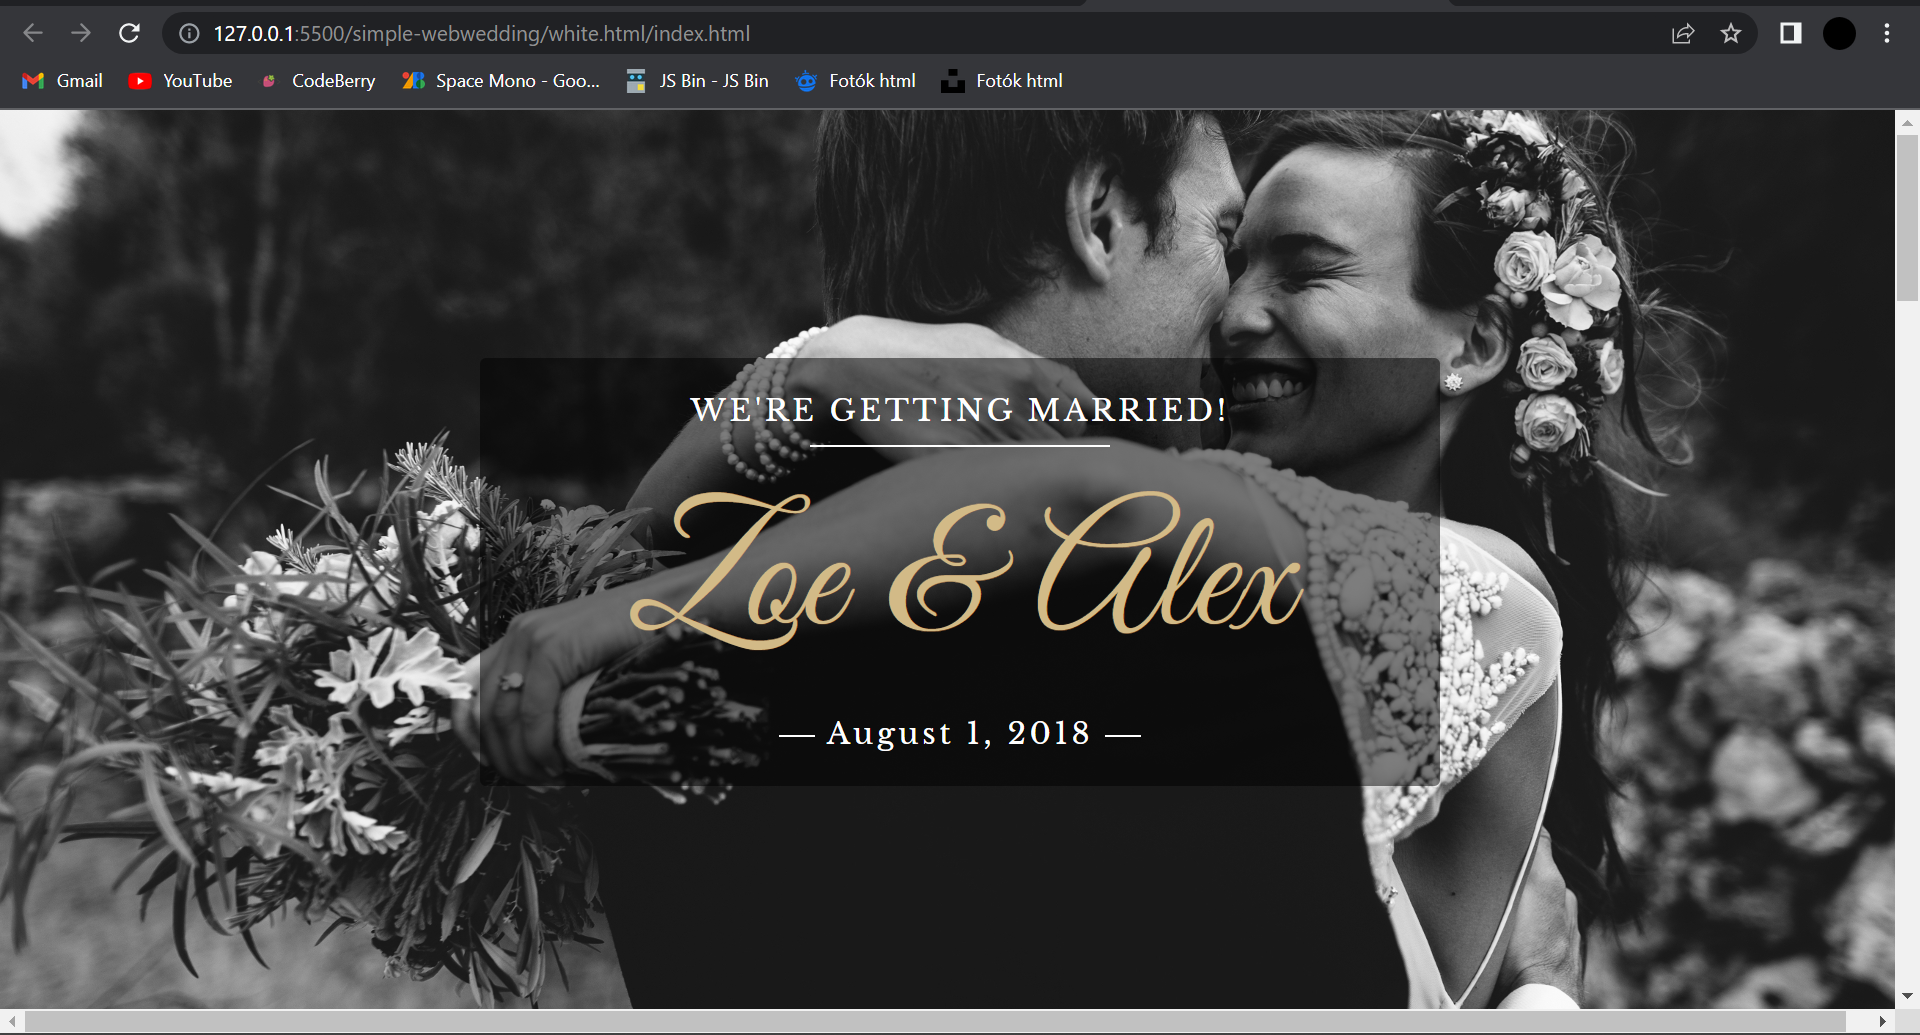 127.0.0.1:5500/simple-webwedding/white.html/index.html
Gmail YouTube CodeBerry Space Mono - Goo... JS Bin - JS Bin Fotók html Fotók html
WE'RE GETTING MARRIED!
Zoe & Alex
— August 1, 2018 —